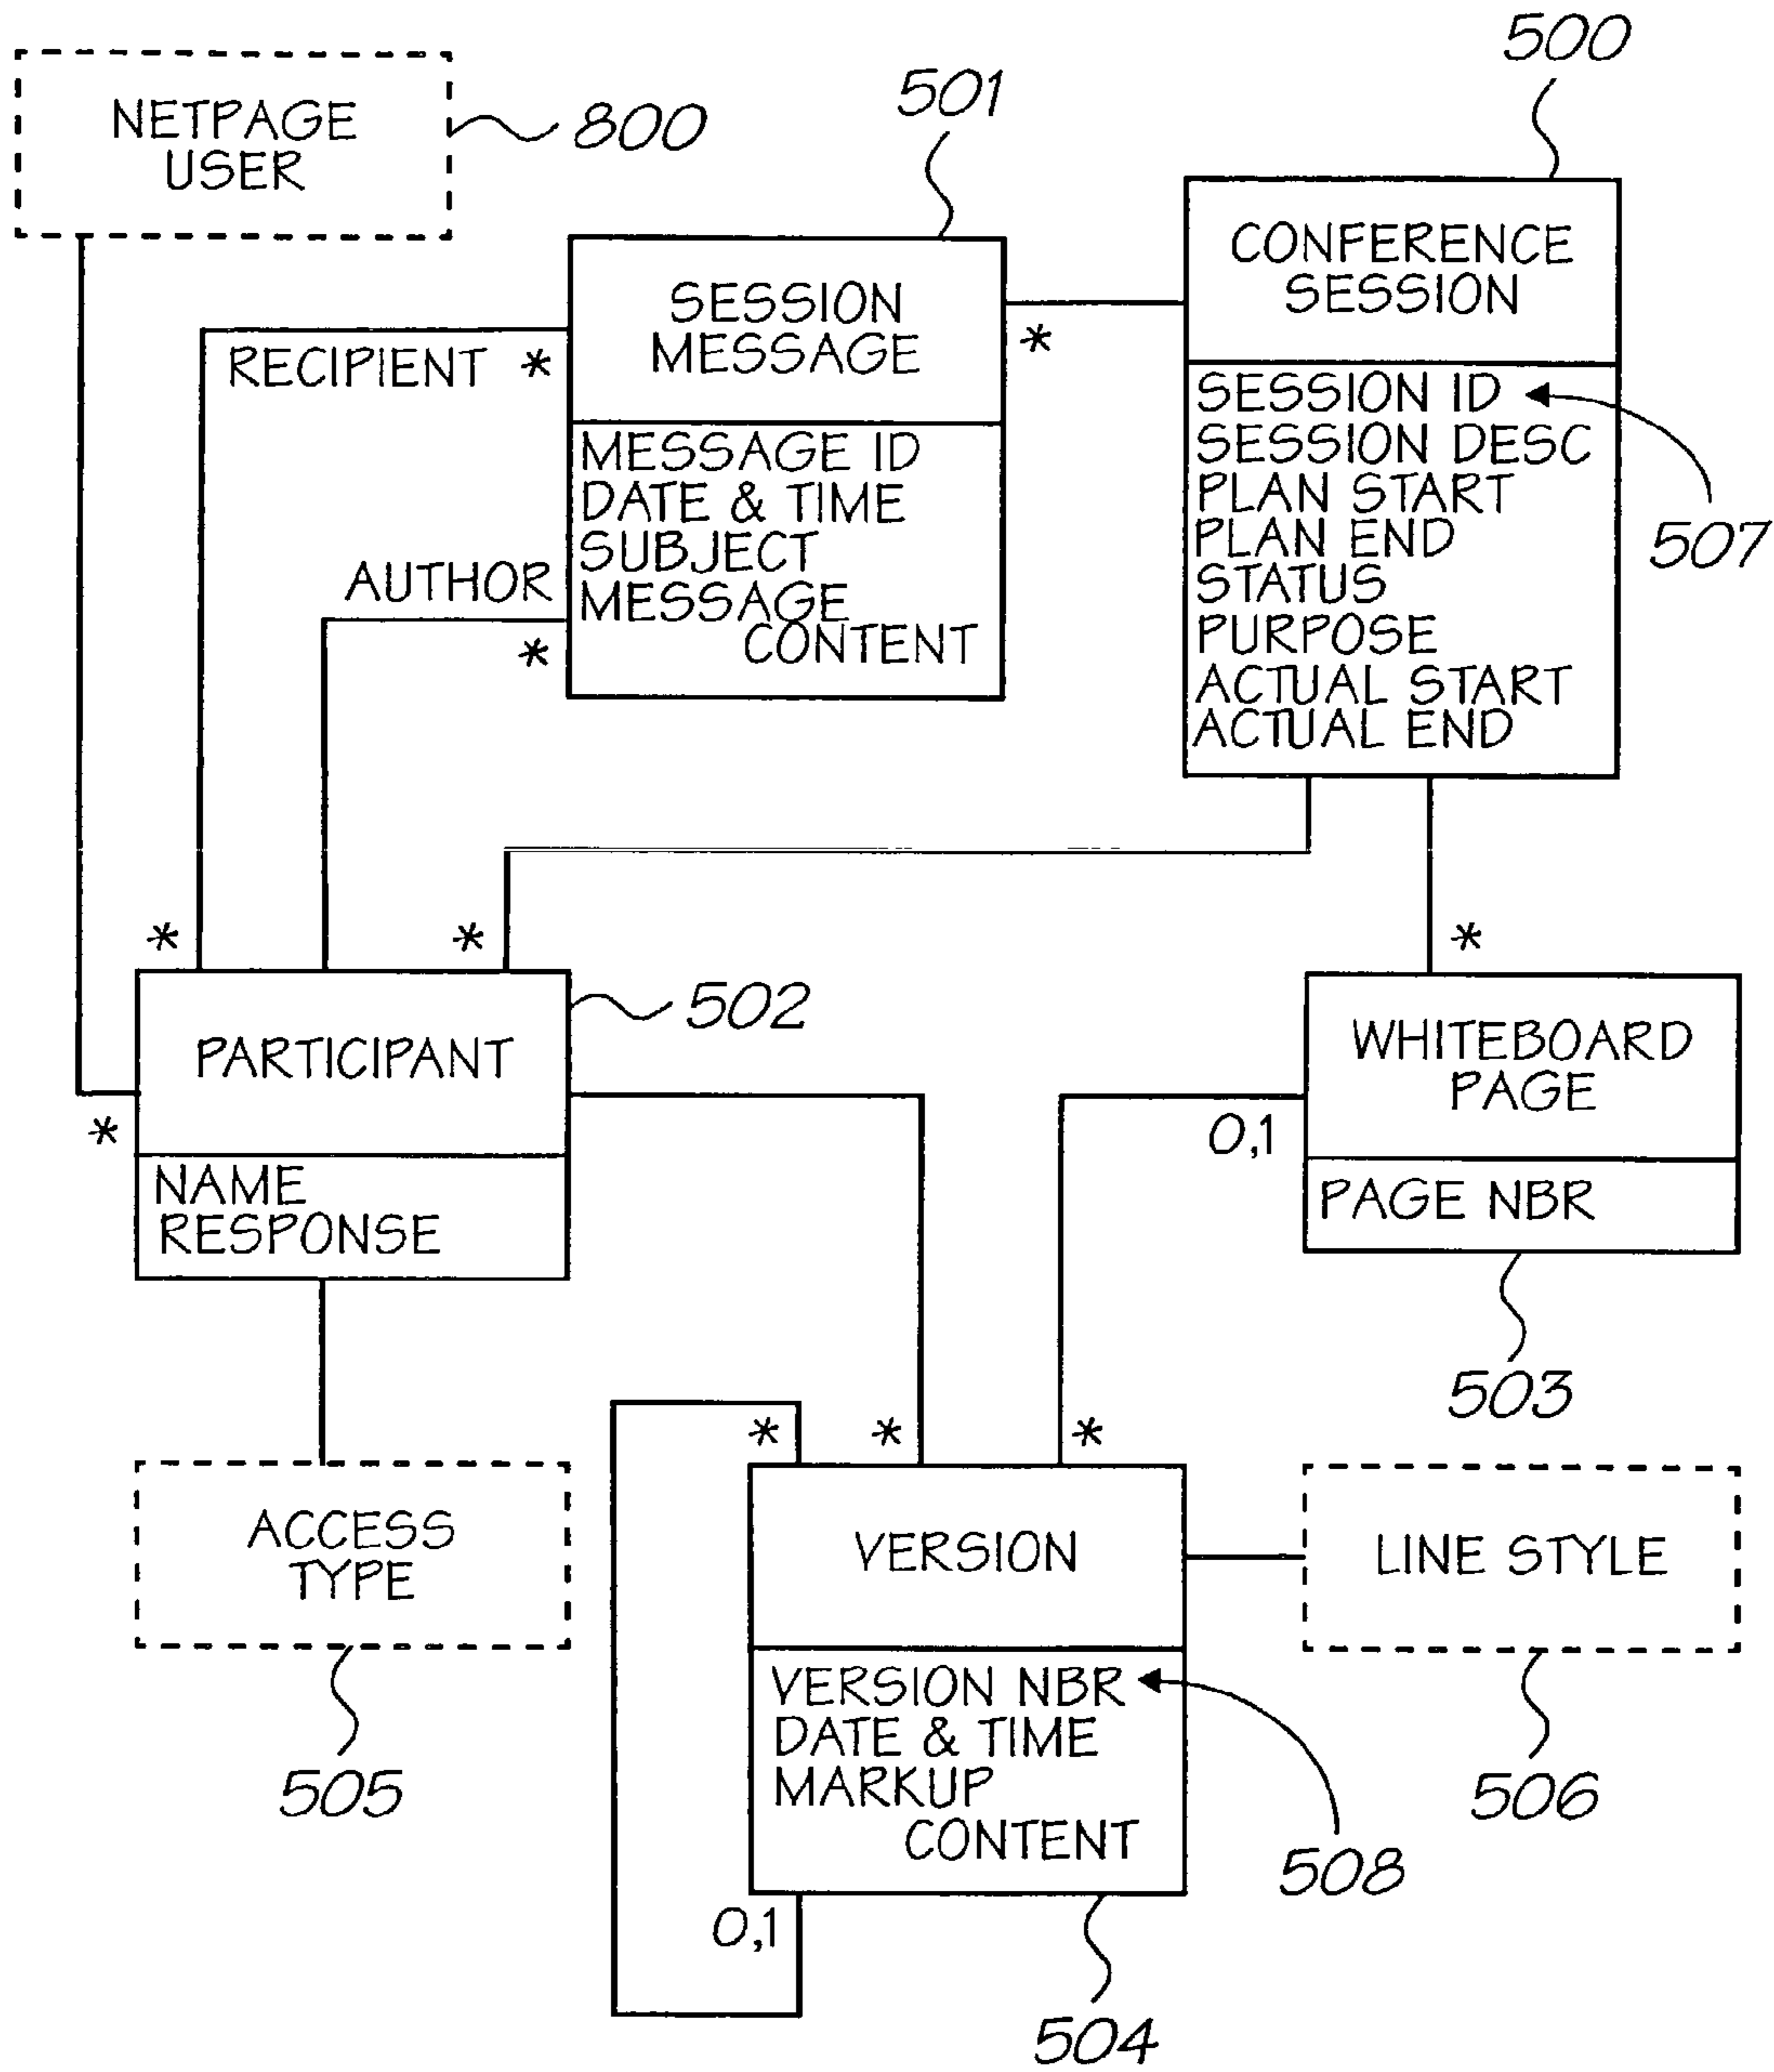 500
501
NETPAGE
USER
800
CONFERENCE
SESSION
SESSION
MESSAGE
*
RECIPIENT *
SESSION ID
SESSION DESC
PLAN START
PLAN END
STATUS
PURPOSE
ACTUAL START
ACTUAL END
507
MESSAGE ID
DATE & TIME
SUBJECT
MESSAGE
CONTENT
AUTHOR
*
*
*
*
502
PARTICIPANT
*
NAME
RESPONSE
WHITEBOARD
PAGE
0,1
PAGE NBR
503
*
*
*
ACCESS
TYPE
505
VERSION
LINE STYLE
506
VERSION NBR
DATE & TIME
MARKUP
CONTENT
508
0,1
504